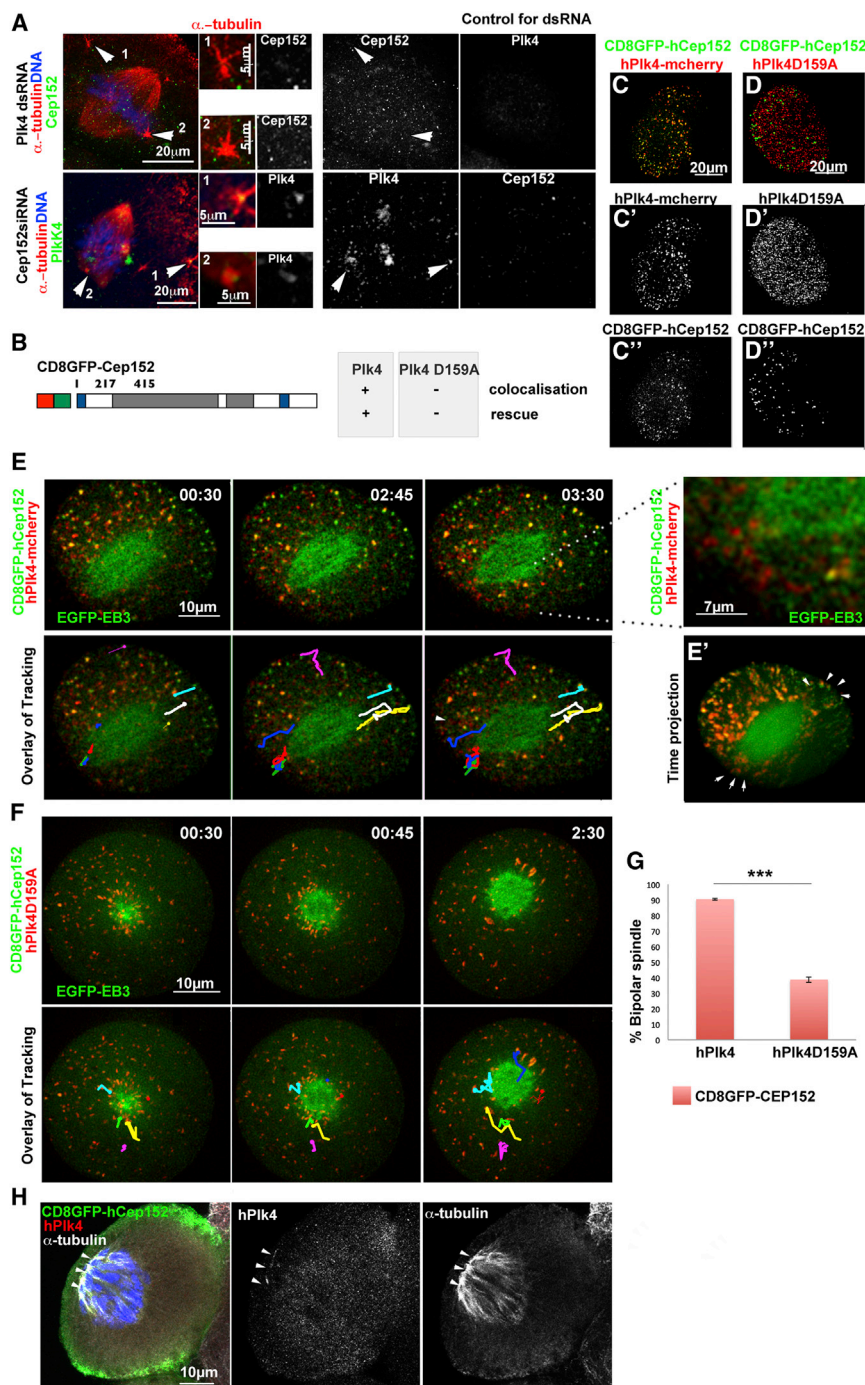 A
α.-tubulin
Control for dsRNA
Plk4 dsRNA
α.-tubulinDNA
Cep152
1
2
20μm
1
5μm
Cep152
2
5μm
Cep152
Cep152
Plk4
Cep152siRNA
α.-tubulinDNA
PlkK4
1
2
20μm
1
5μm
Plk4
2
5μm
Plk4
Plk4
Cep152
CD8GFP-hCep152
hPlk4-mcherry
C
20μm
CD8GFP-hCep152
hPlk4D159A
D
20μm
hPlk4-mcherry
C'
hPlk4D159A
D'
CD8GFP-hCep152
C''
CD8GFP-hCep152
D''
B
CD8GFP-Cep152
1 217 415
Plk4 Plk4 D159A
+ - colocalisation
+ - rescue
E
CD8GFP-hCep152
hPlk4-mcherry
00:30
EGFP-EB3
10μm
02:45
03:30
CD8GFP-hCep152
hPlk4-mcherry
7μm
EGFP-EB3
Overlay of Tracking
E'
Time projection
F
CD8GFP-hCep152
hPlk4D159A
00:30
EGFP-EB3
10μm
00:45
2:30
Overlay of Tracking
G
***
% Bipolar spindle
100
90
80
70
60
50
40
30
20
10
0
hPlk4 hPlk4D159A
CD8GFP-CEP152
H
CD8GFP-hCep152
hPlk4
α-tubulin
10μm
hPlk4
α-tubulin